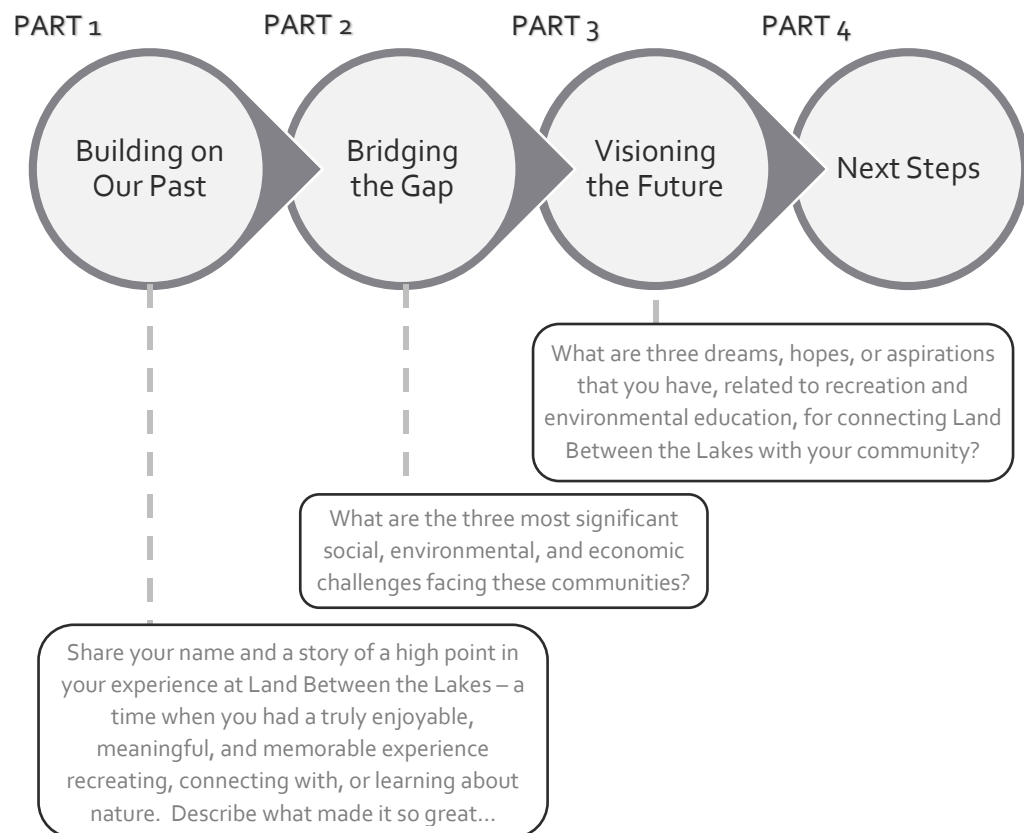 PART 1
PART 2
PART 3
PART 4
Building on
Our Past
Bridging
the Gap
Visioning
the Future
Next Steps
What are three dreams, hopes, or aspirations
that you have, related to recreation and
environmental education, for connecting Land
Between the Lakes with your community?
What are the three most significant
social, environmental, and economic
challenges facing these communities?
Share your name and a story of a high point in
your experience at Land Between the Lakes – a
time when you had a truly enjoyable,
meaningful, and memorable experience
recreating, connecting with, or learning about
nature.  Describe what made it so great...